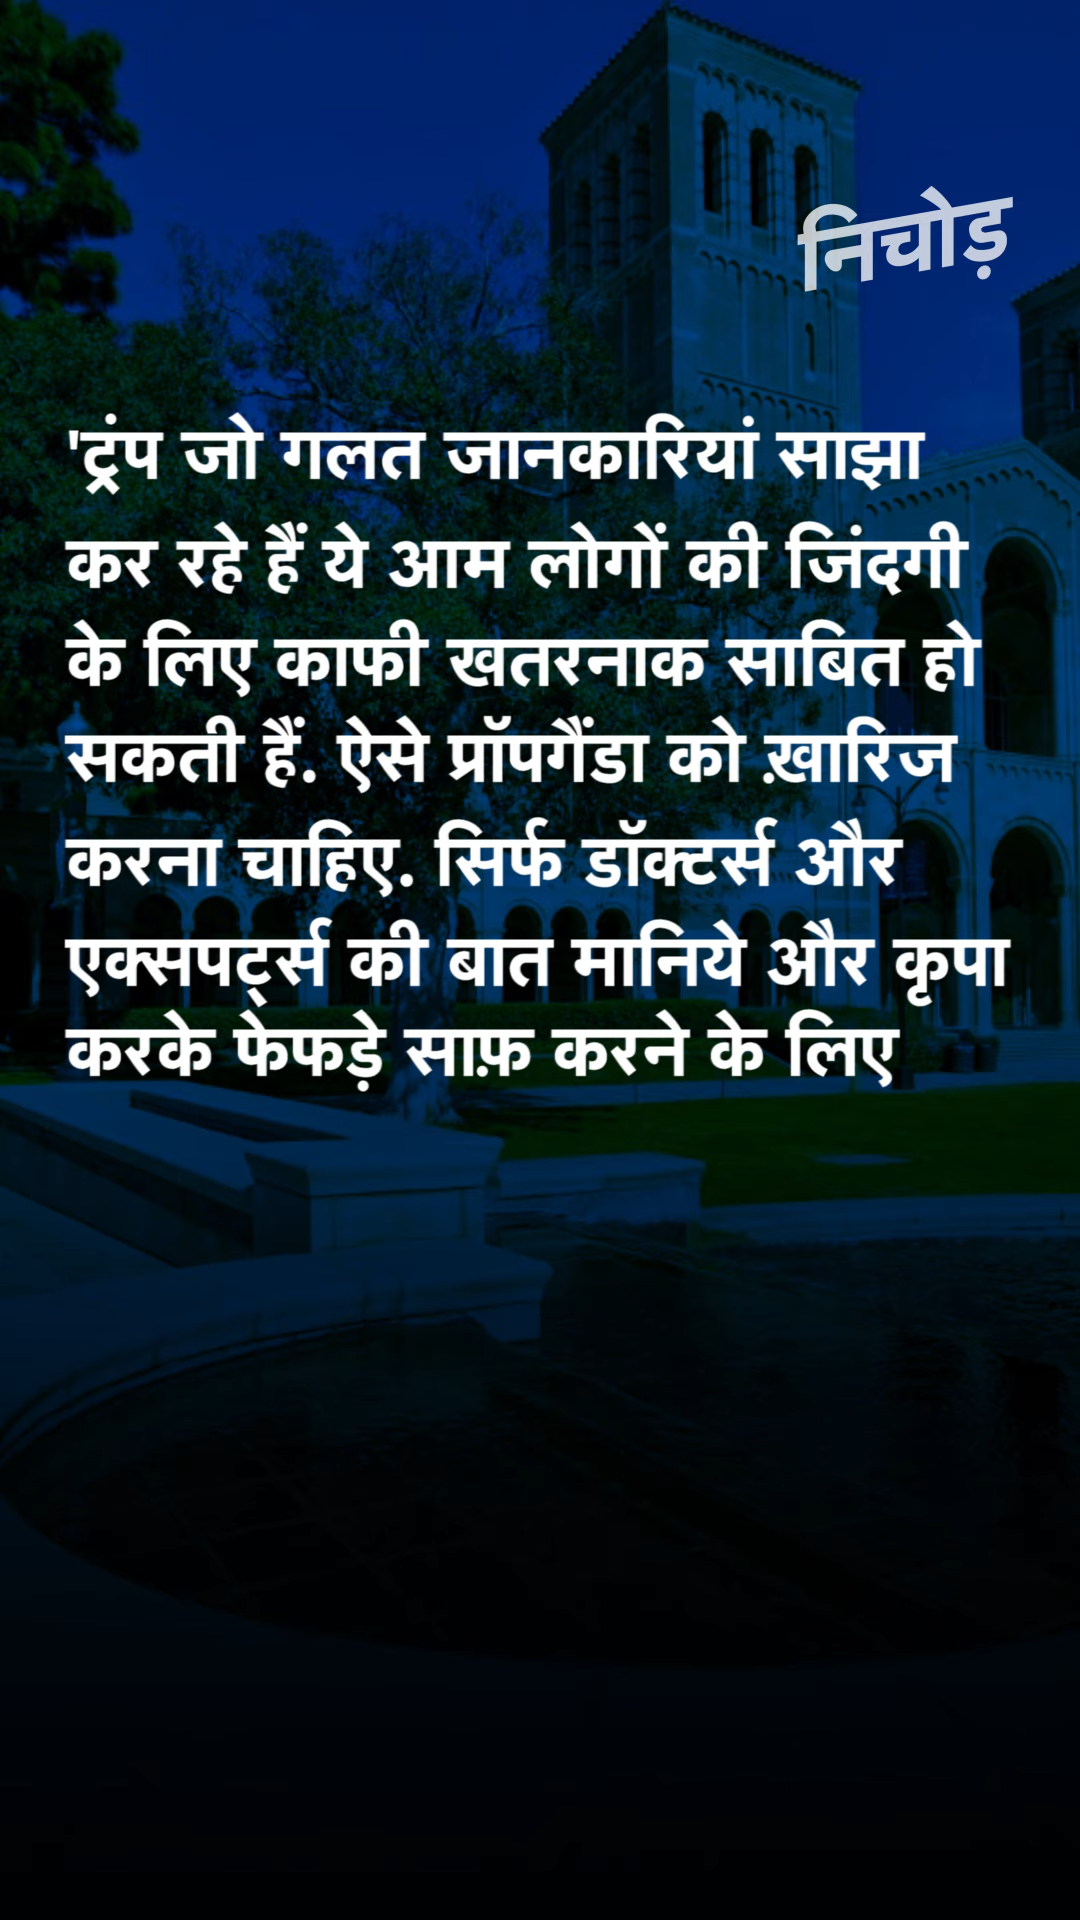 निचोड़
'ट्रंप जो गलत जानकारियां साझा
कर रहे हैं ये आम लोगों की जिंदगी
के लिए काफी खतरनाक साबित हो
सकती हैं. ऐसे प्रॉपगैंडा को ख़ारिज
करना चाहिए. सिर्फ डॉक्टर्स और
एक्सपर्ट्स की बात मानिये और कृपा
करके फेफड़े साफ़ करने के लिए